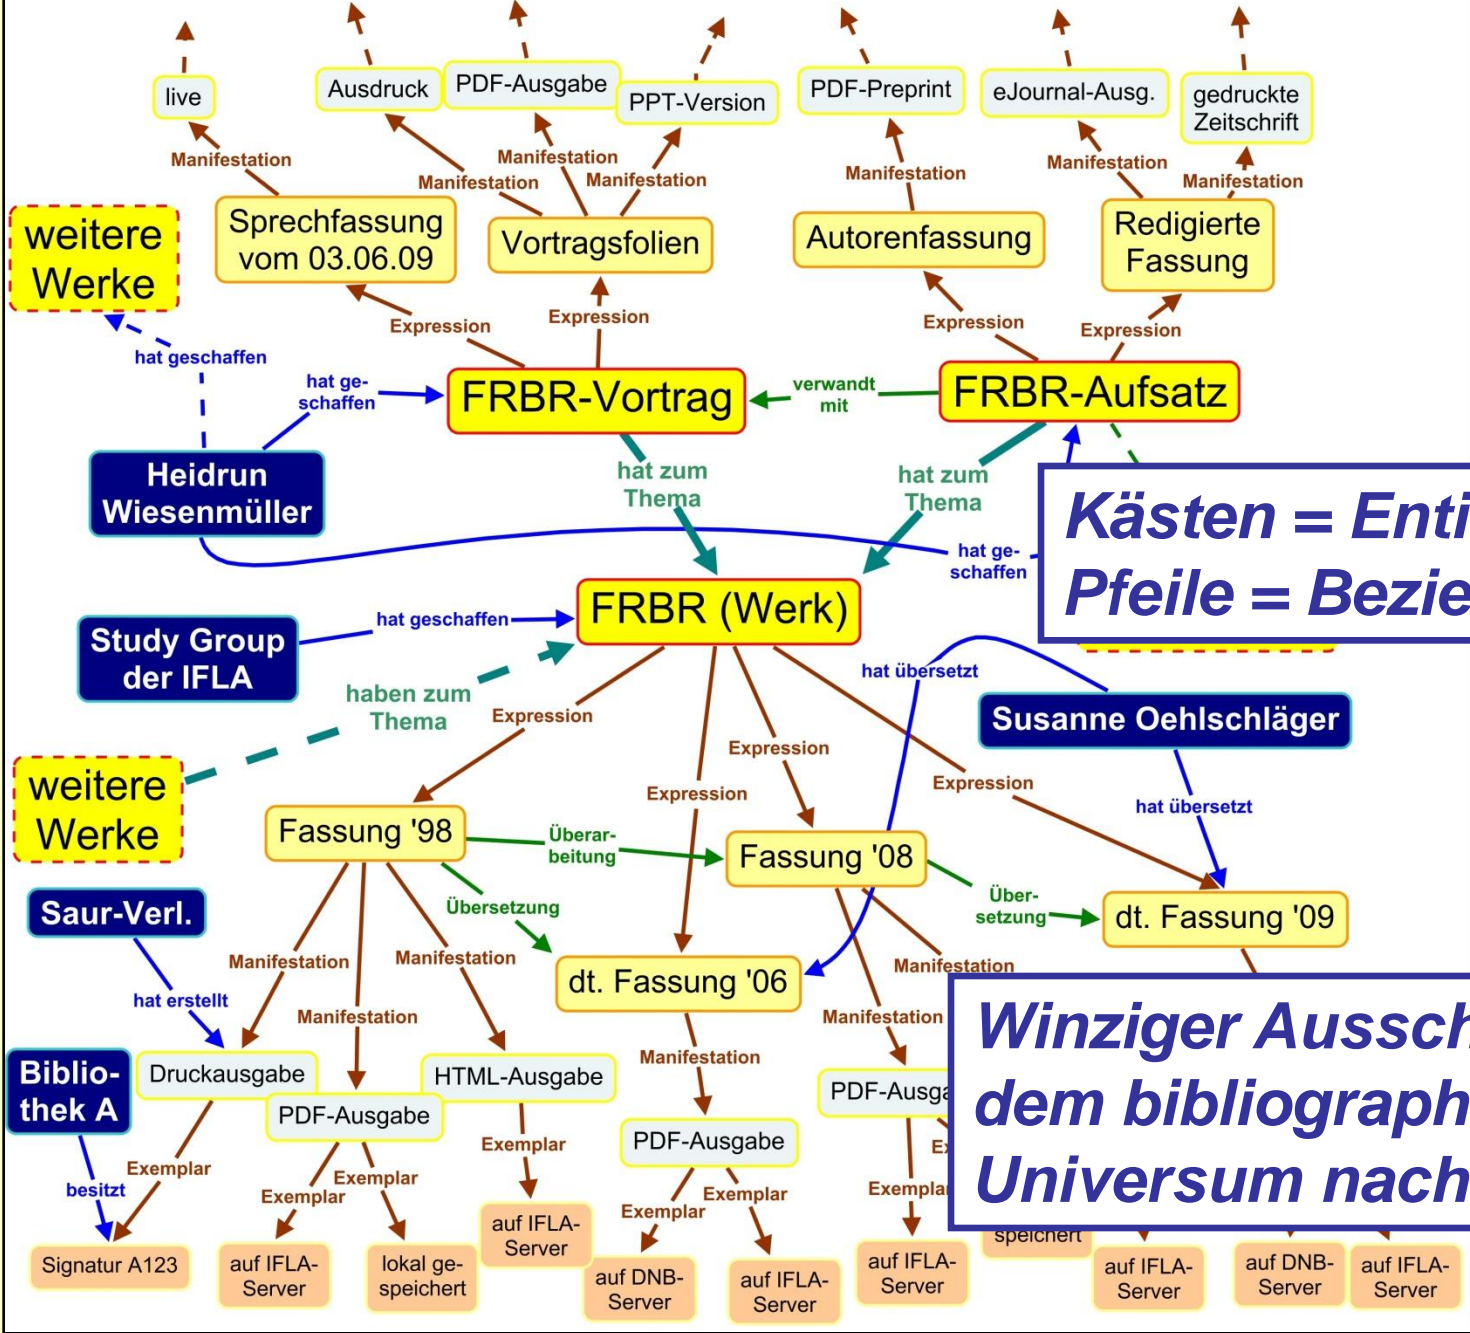 live
Ausdruck
PDF-Ausgabe
PPT-Version
PDF-Preprint
eJournal-Ausg.
gedruckte
Zeitschrift
Manifestation
Manifestation
Manifestation
Manifestation
Manifestation
Manifestation
Manifestation
weitere
Werke
Sprechfassung
vom 03.06.09
Vortragsfolien
Autorenfassung
Redigierte
Fassung
Expression
Expression
Expression
Expression
hat geschaffen
hat ge-
schaffen
FRBR-Vortrag
verwandt
mit
FRBR-Aufsatz
Heidrun
Wiesenmüller
hat zum
Thema
hat zum
Thema
hat ge-
schaffen
Kästen = Enti
Pfeile = Bezie
Study Group
der IFLA
hat geschaffen
FRBR (Werk)
hat übersetzt
haben zum
Thema
Susanne Oehlschläger
Expression
Expression
Expression
Expression
hat übersetzt
weitere
Werke
Fassung '98
Überar-
beitung
Fassung '08
Saur-Verl.
Übersetzung
Über-
setzung
dt. Fassung '09
Manifestation
Manifestation
Manifestation
dt. Fassung '06
Manifestation
hat erstellt
Manifestation
Manifestation
Winziger Aussch
dem bibliograph
Universum nach
Biblio-
thek A
Druckausgabe
PDF-Ausgabe
HTML-Ausgabe
PDF-Ausgabe
PDF-Ausga
besitzt
Exemplar
Exemplar
Exemplar
Exemplar
Exemplar
Exemplar
Exempla
Ex
Signatur A123
auf IFLA-
Server
lokal ge-
speichert
auf IFLA-
Server
auf DNB-
Server
auf IFLA-
Server
auf IFLA-
Server
speichert
auf IFLA-
Server
auf DNB-
Server
auf IFLA-
Server